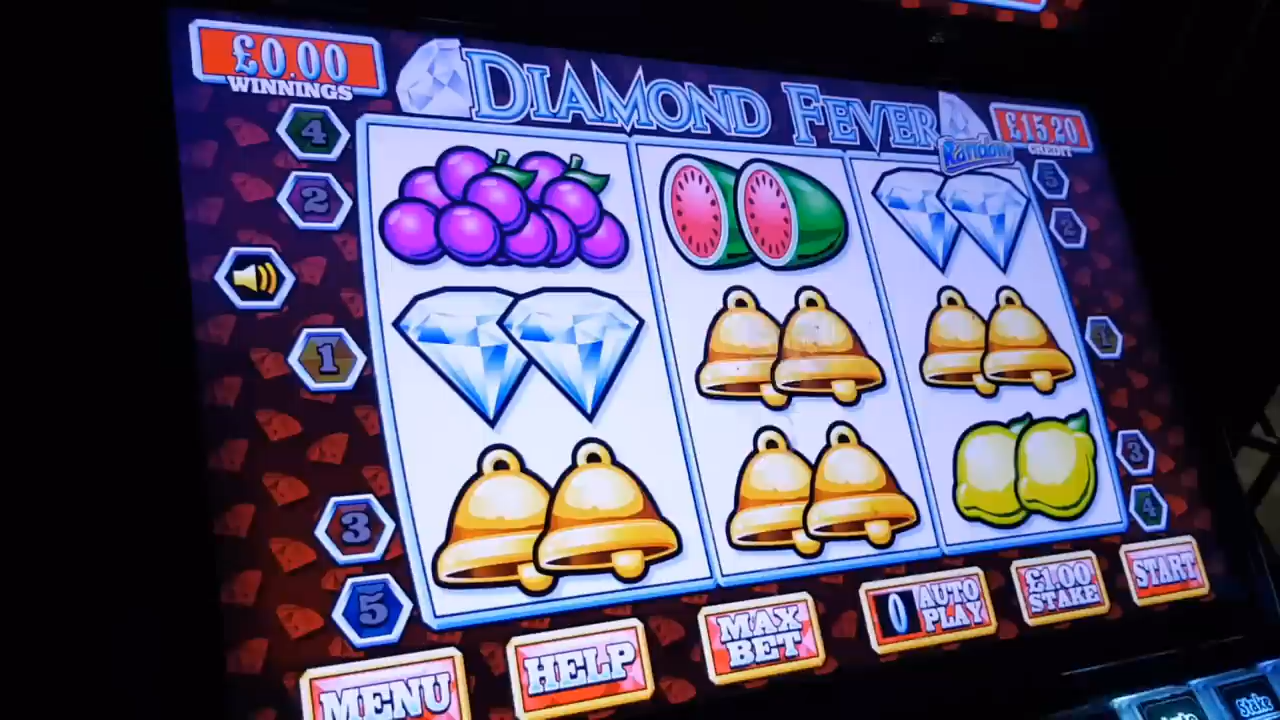 £0.00
WINNINGS
DIAMOND FEVER
£15.20
CREDIT
Random
4
2
1
3
5
5
2
1
3
4
MENU
HELP
MAX
BET
0
AUTO
PLAY
£1.00
STAKE
START
Stake